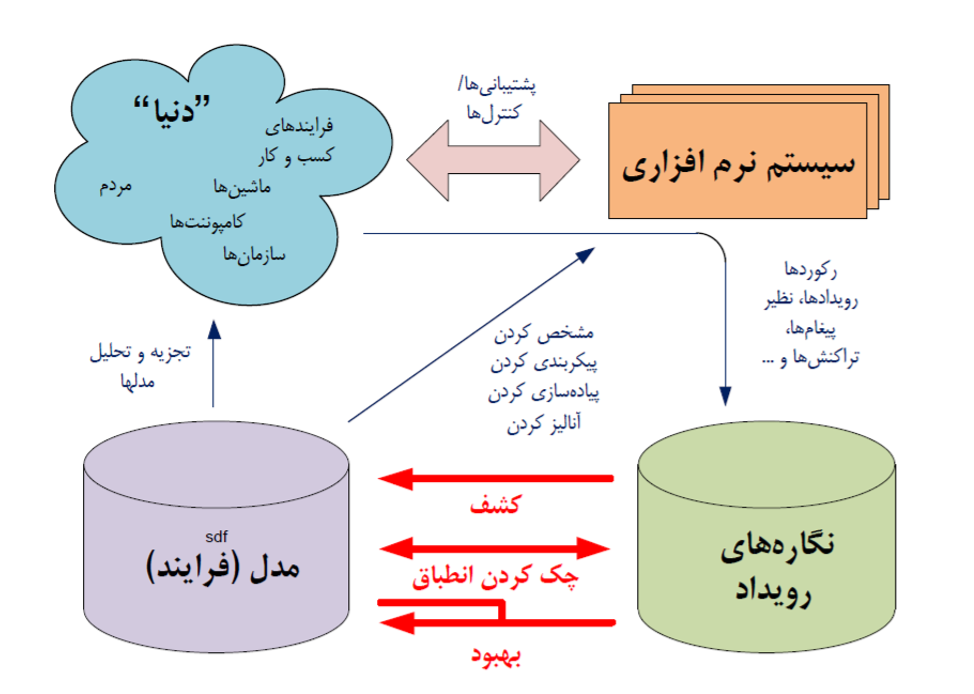 ”دنیا“
فرایندهای
کسب و کار
مردم
ماشین‌ها
کامپوننت‌ها
سازمان‌ها
پشتیبانی‌ها/
کنترل‌ها
سیستم نرم افزاری
رکوردها
رویدادها، نظیر
پیغام‌ها،
تراکنش‌ها و ...
مشخص کردن
پیکربندی کردن
پیاده‌سازی کردن
آنالیز کردن
تجزیه و تحلیل
مدلها
sdf
مدل (فرایند)
کشف
چک کردن انطباق
بهبود
نگاره‌های
رویداد